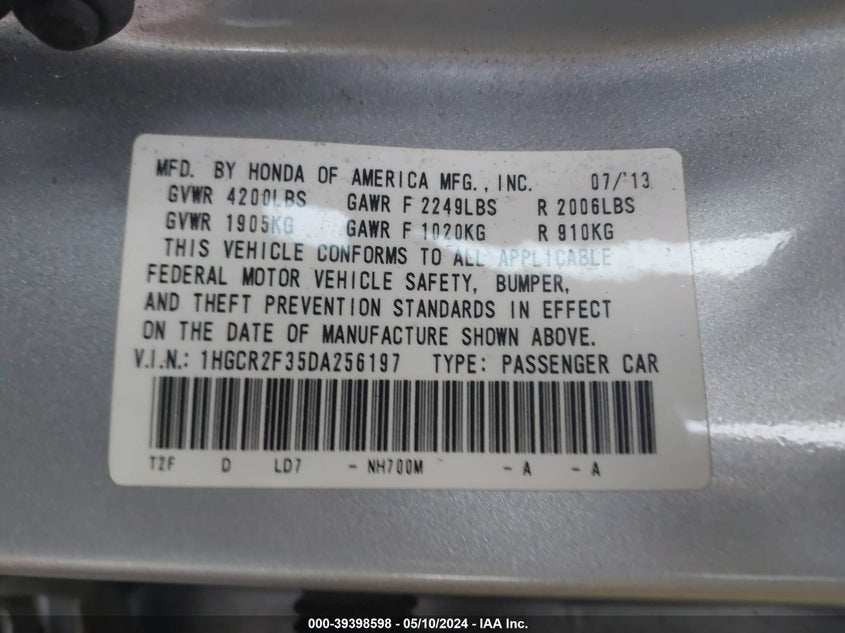 MFD. BY HONDA OF AMERICA MFG., INC. 07/'13
GVWR 4200LBS GAWR F 2249LBS R 2006LBS
GVWR 1905KG GAWR F 1020KG R 910KG
THIS VEHICLE CONFORMS TO ALL APPLICABLE
FEDERAL MOTOR VEHICLE SAFETY, BUMPER,
AND THEFT PREVENTION STANDARDS IN EFFECT
ON THE DATE OF MANUFACTURE SHOWN ABOVE.
V.I.N.: 1HGCR2F35DA256197 TYPE: PASSENGER CAR
T2F D LD7 - NH700M - A - A
000-39398598 - 05/10/2024 - IAA Inc.